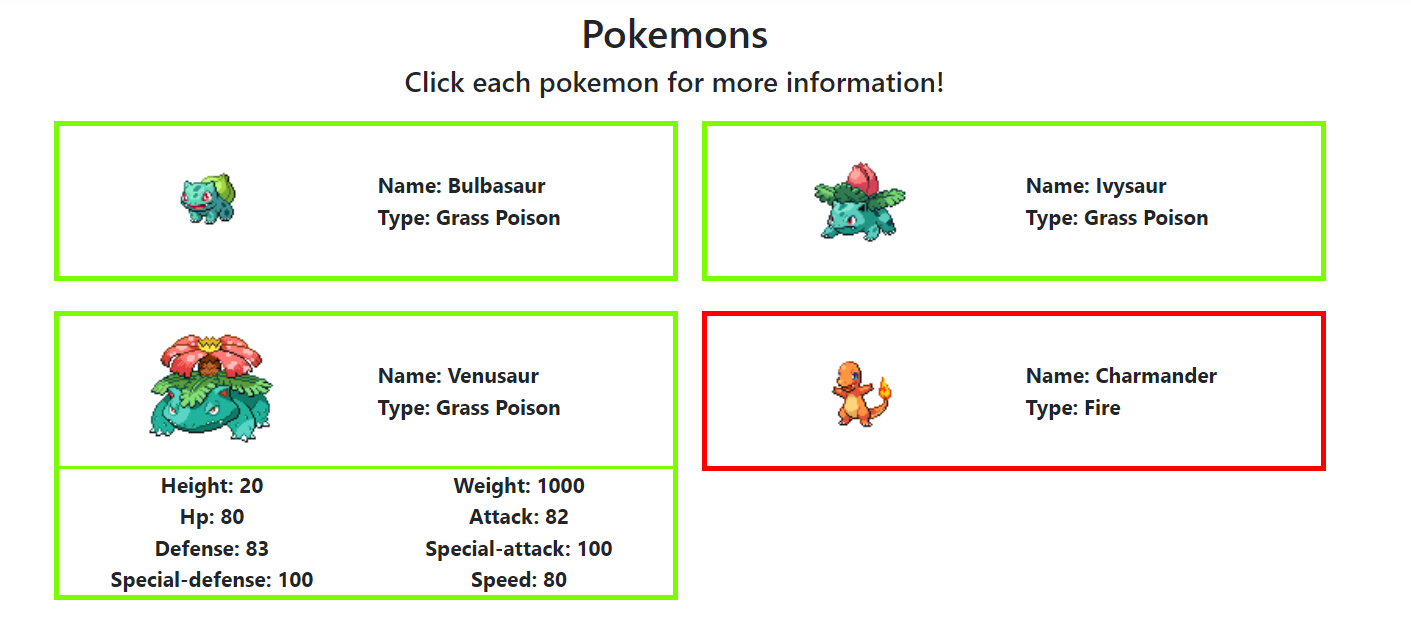 Pokemons
Click each pokemon for more information!
Name: Bulbasaur
Type: Grass Poison
Name: Ivysaur
Type: Grass Poison
Name: Venusaur
Type: Grass Poison
Height: 20
Weight: 1000
Hp: 80
Attack: 82
Defense: 83
Special-attack: 100
Special-defense: 100
Speed: 80
Name: Charmander
Type: Fire